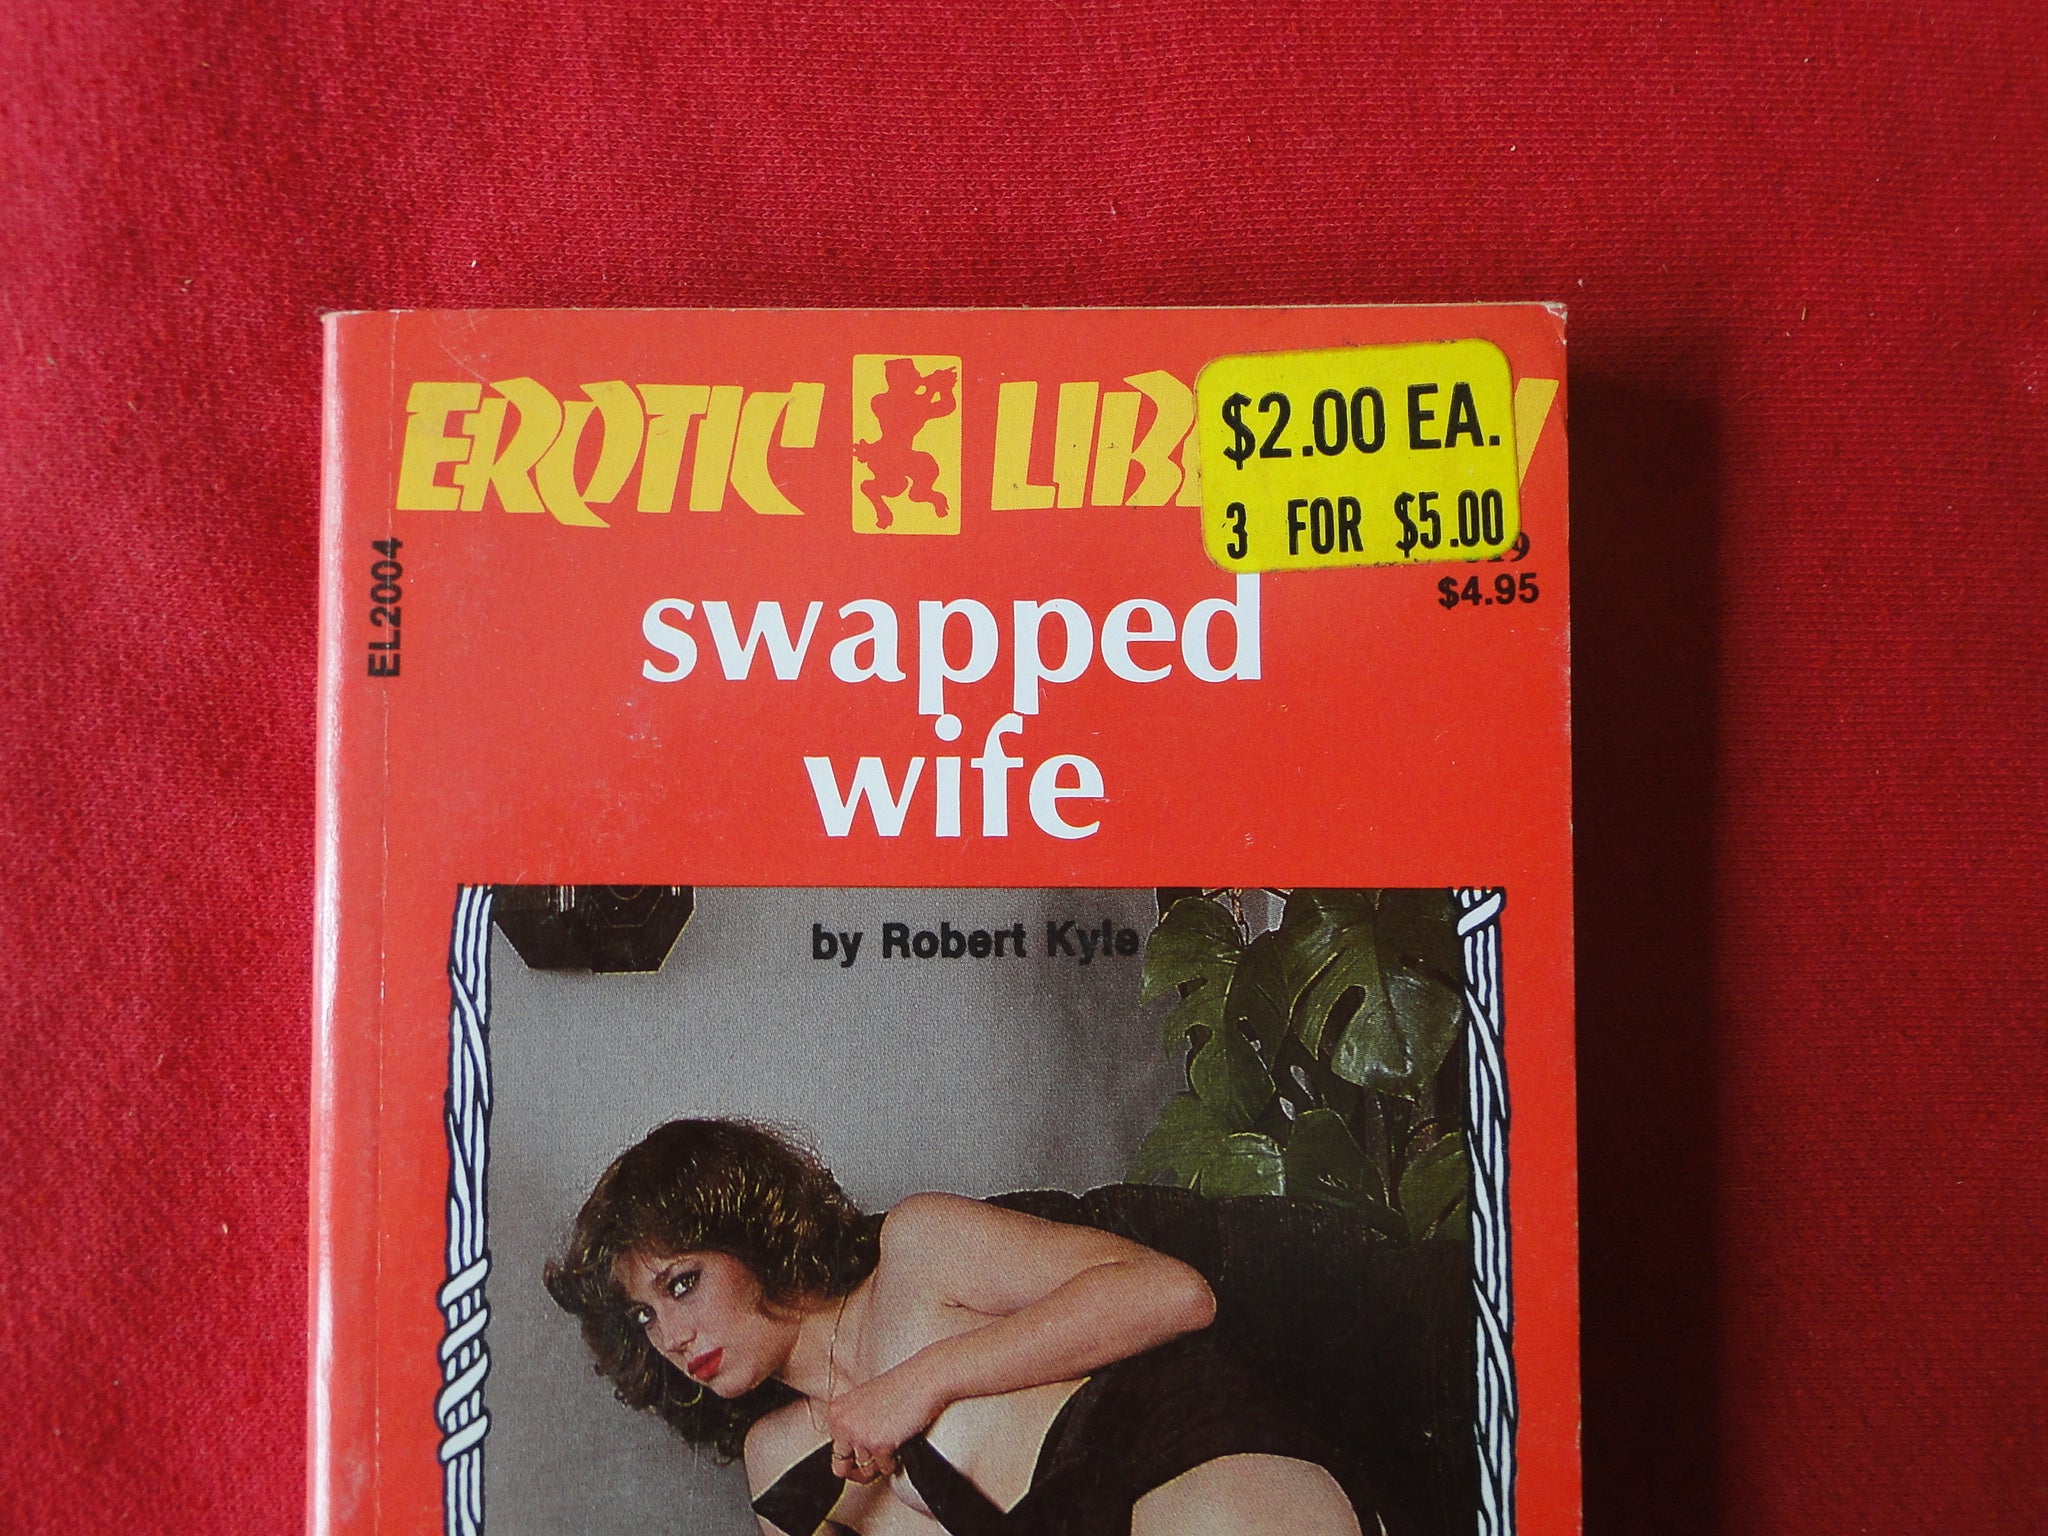 EROTIC LIB
$2.00 EA.
3 FOR $5.00
$4.95
EL2004
swapped
wife
by Robert Kyle